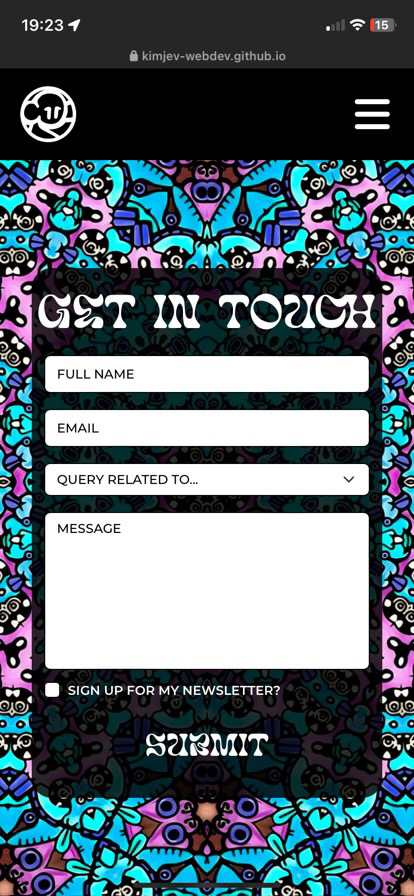 19:23
15
kimjev-webdev.github.io
GET IN TOUCH
FULL NAME
EMAIL
QUERY RELATED TO...
MESSAGE
SIGN UP FOR MY NEWSLETTER?
SUBMIT